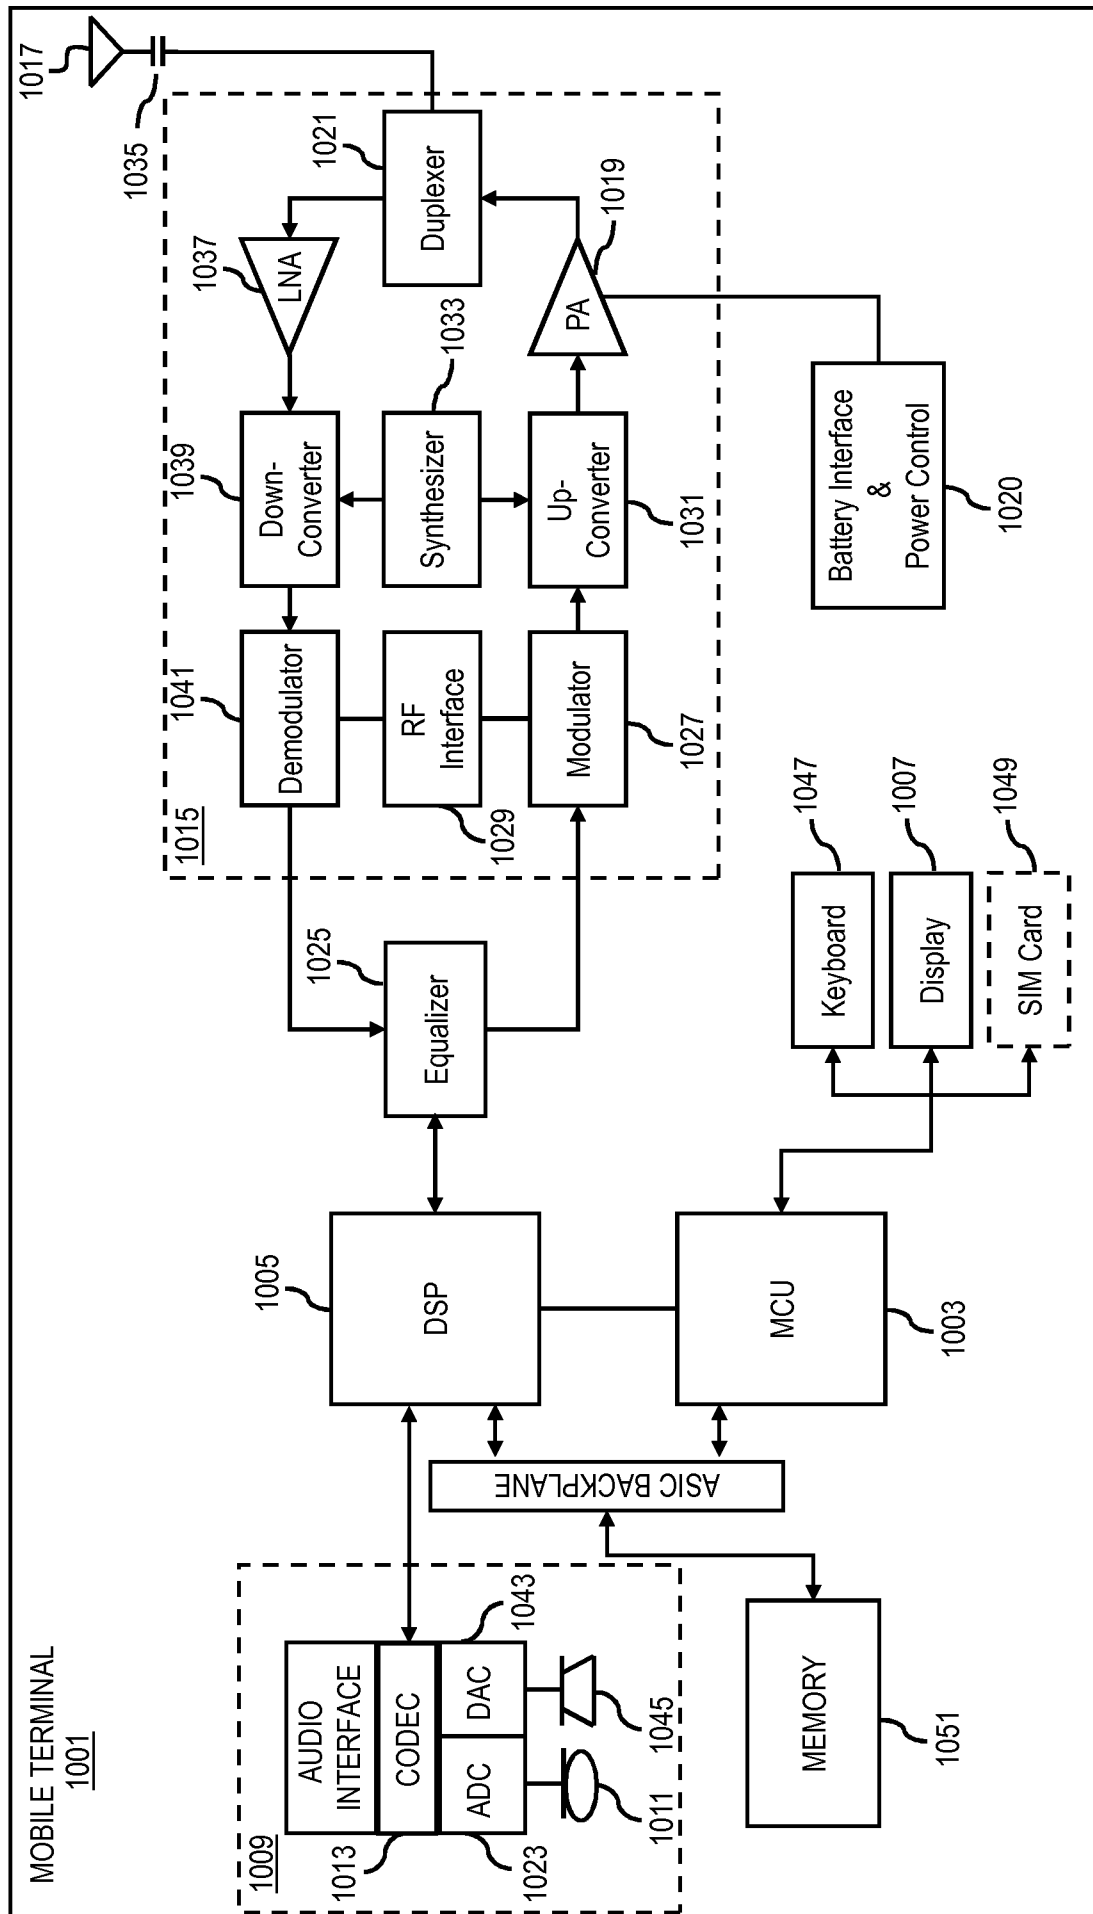 MOBILE TERMINAL
1001
1009
AUDIO
INTERFACE
CODEC
ADC
DAC
1013
1023
1043
1011
1045
MEMORY
1051
ASIC BACKPLANE
DSP
1005
MCU
1003
Equalizer
1025
Keyboard
1047
Display
1007
SIM Card
1049
1015
Demodulator
1041
RF
Interface
1029
Modulator
1027
Down-
Converter
1039
Synthesizer
1033
Up-
Converter
1031
LNA
1037
PA
1019
Duplexer
1021
1035
1017
Battery Interface
&
Power Control
1020